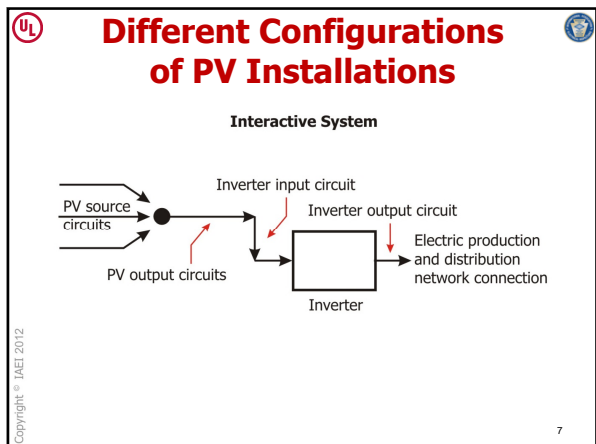 UL
Different Configurations
of PV Installations
Interactive System
Inverter input circuit
PV source
circuits
Inverter output circuit
PV output circuits
Electric production
and distribution
network connection
Inverter
Copyright © IAEI 2012
7